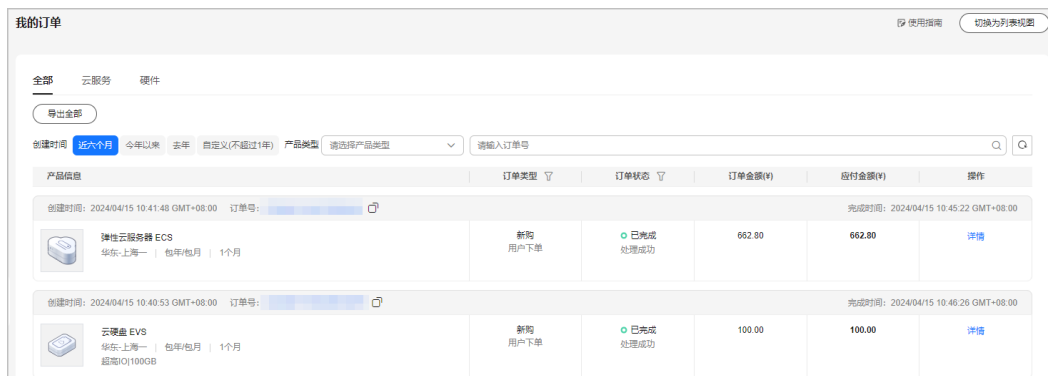 我的订单 使用指南 切换为列表视图
全部 云服务 硬件
导出全部
创建时间 近六个月 今年以来 去年 自定义(不超过1年) 产品类型 请选择产品类型 请输入订单号
产品信息 订单类型 订单状态 订单金额(¥) 应付金额(¥) 操作
创建时间：2024/04/15 10:41:48 GMT+08:00 订单号： 完成时间：2024/04/15 10:45:22 GMT+08:00
弹性云服务器 ECS 新购 已完成 662.80 662.80 详情
华东-上海一 | 包年/包月 | 1个月 用户下单 处理成功
创建时间：2024/04/15 10:40:53 GMT+08:00 订单号： 完成时间：2024/04/15 10:46:26 GMT+08:00
云硬盘 EVS 新购 已完成 100.00 100.00 详情
华东-上海一 | 包年/包月 | 1个月 用户下单 处理成功
超高IO|100GB